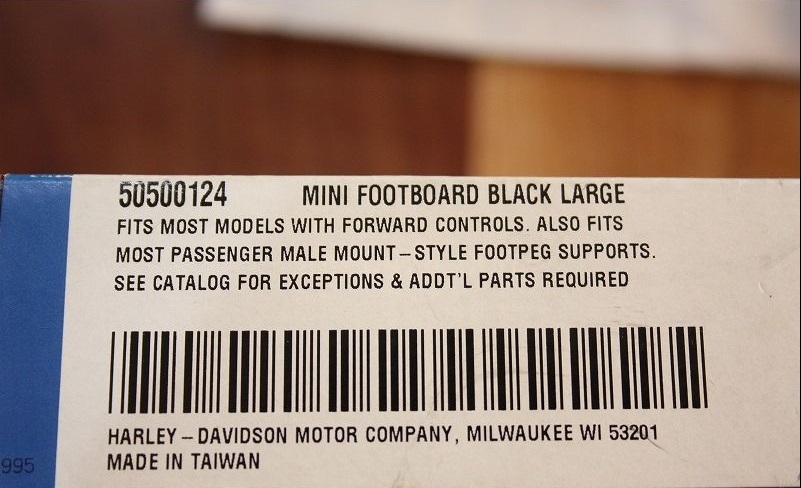 50500124 MINI FOOTBOARD BLACK LARGE
FITS MOST MODELS WITH FORWARD CONTROLS. ALSO FITS
MOST PASSENGER MALE MOUNT-STYLE FOOTPEG SUPPORTS.
SEE CATALOG FOR EXCEPTIONS & ADDT'L PARTS REQUIRED
HARLEY-DAVIDSON MOTOR COMPANY, MILWAUKEE WI 53201
MADE IN TAIWAN
995